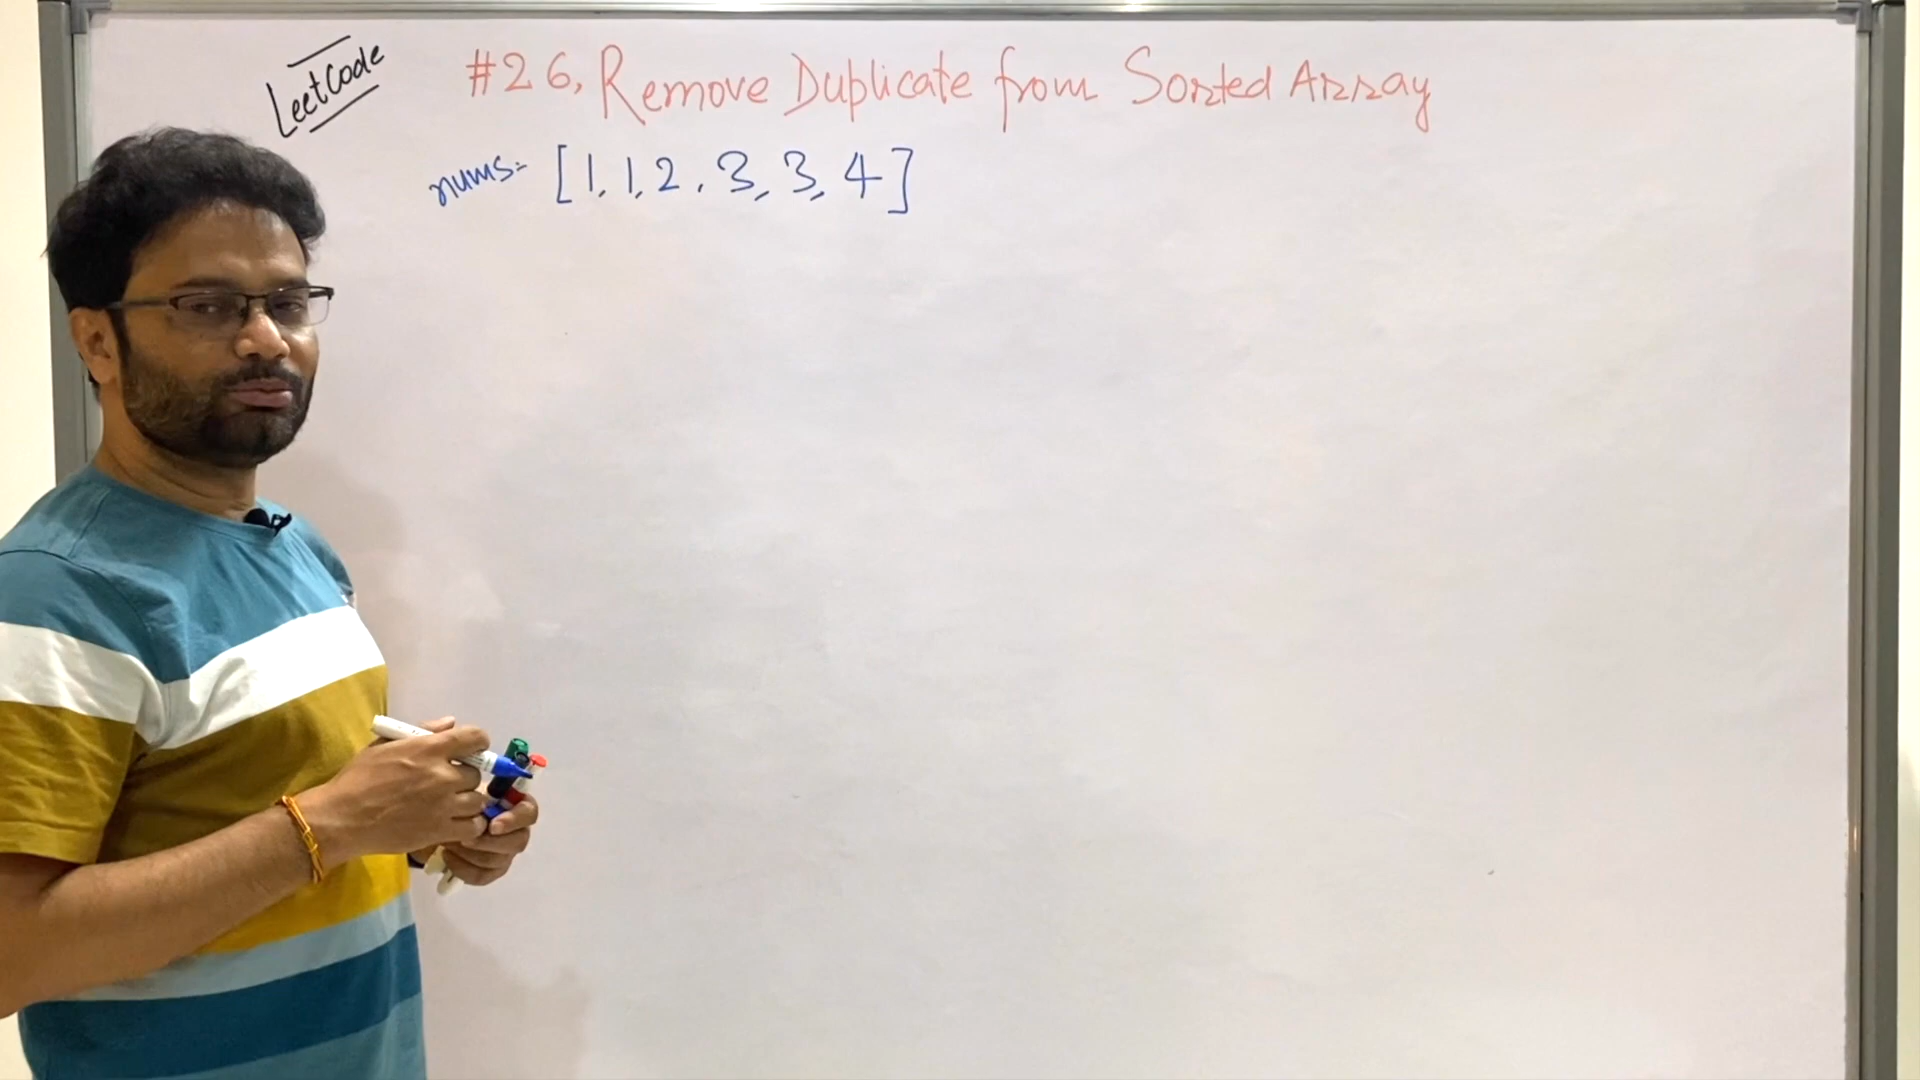 LeetCode
#26. Remove Duplicate from Sorted Array
nums= [1, 1, 2, 3, 3, 4]